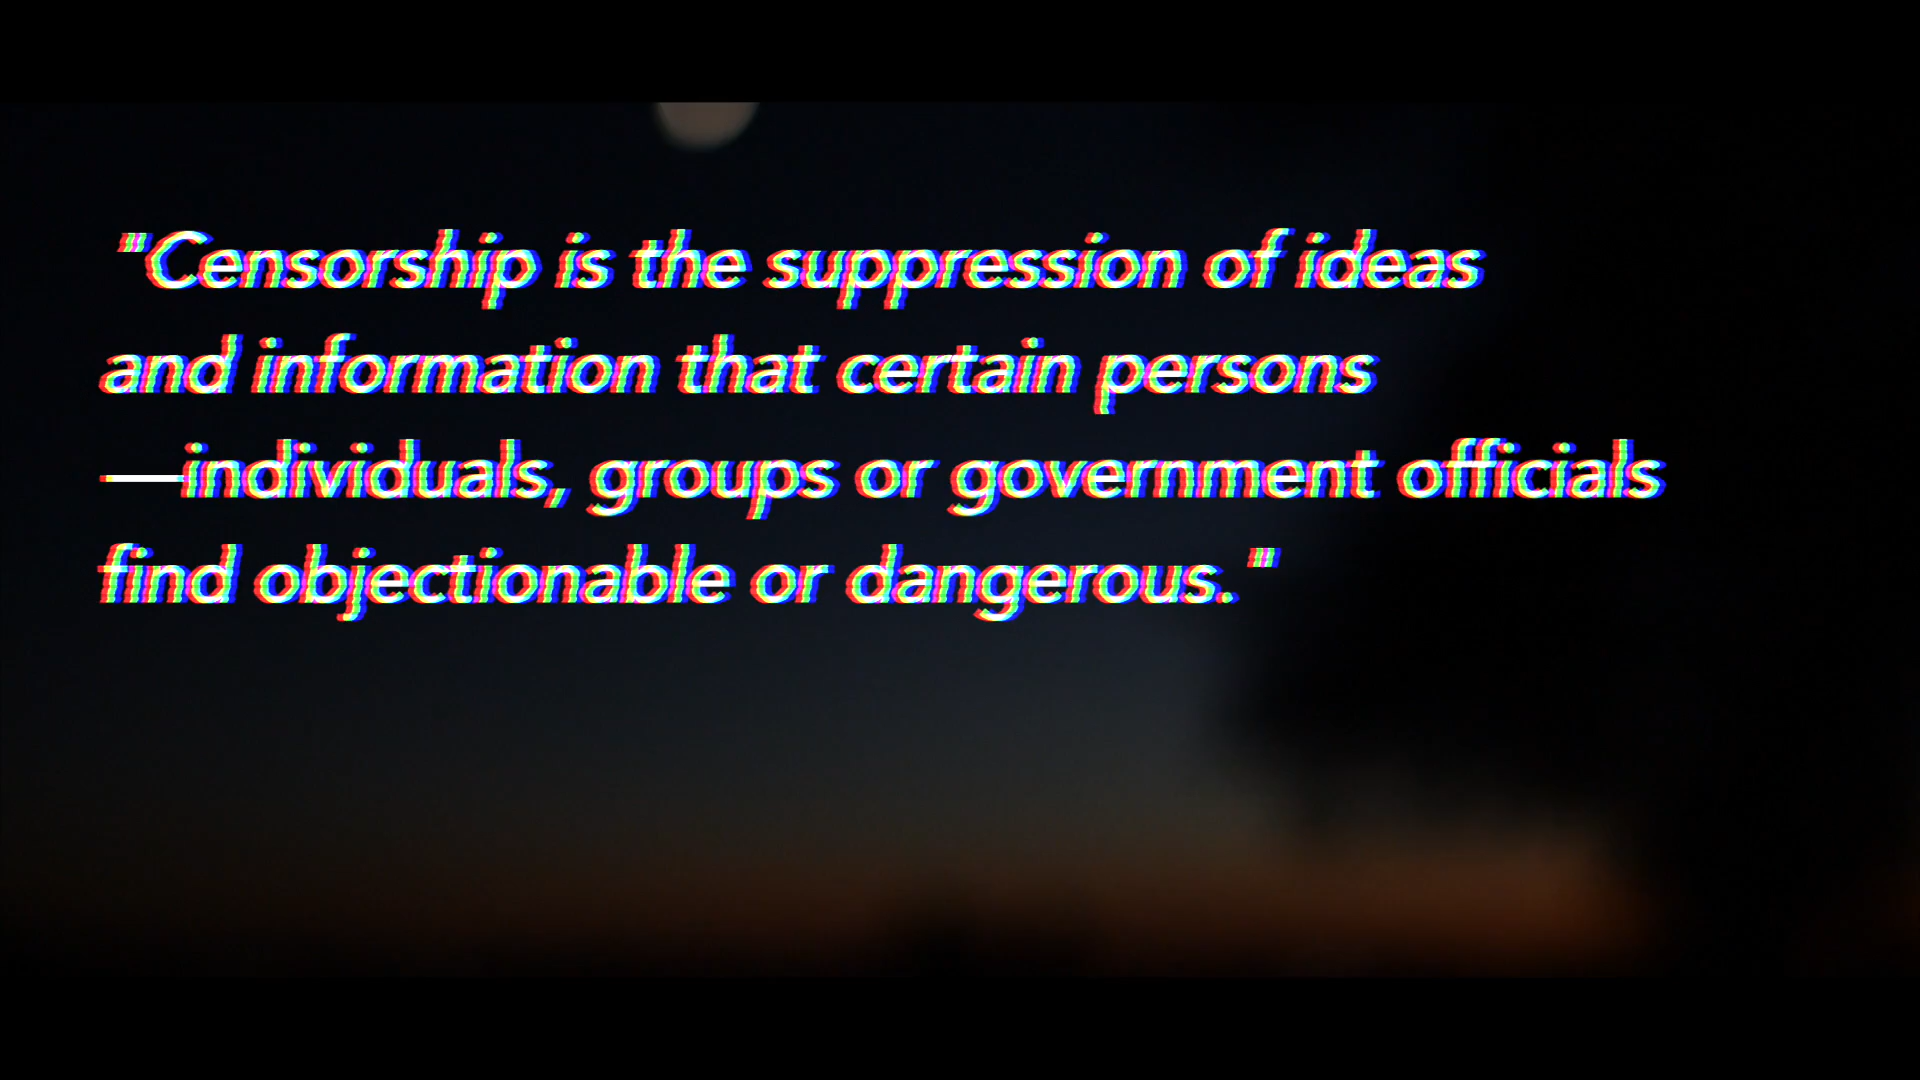 "Censorship is the suppression of ideas
and information that certain persons
—individuals, groups or government officials
find objectionable or dangerous."